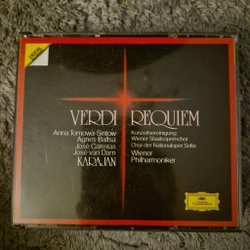 VERDI REQUIEM
Anna Tomowa-Sintow
Agnes Baltsa
José Carreras
José van Dam
KARAJAN
Konzertvereinigung
Wiener Staatsopernchor
Chor der Nationaloper Sofia
Wiener
Philharmoniker